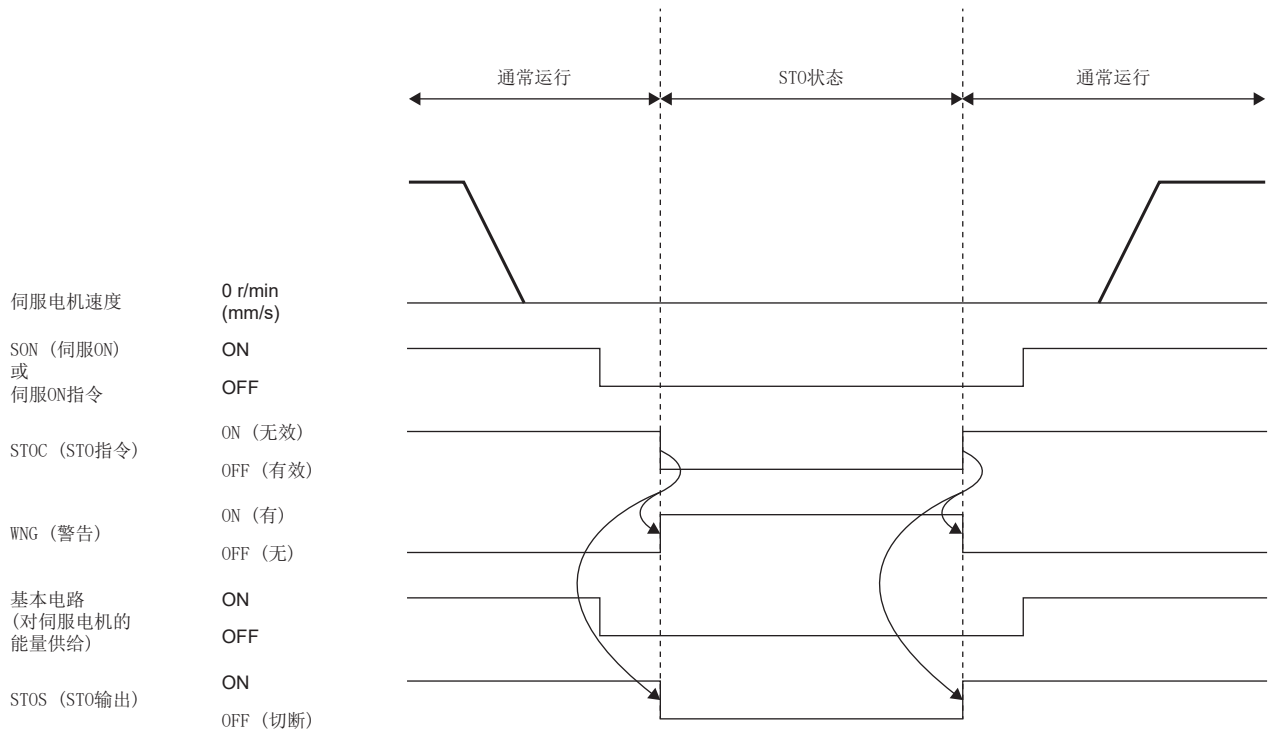 通常运行
STO状态
通常运行
伺服电机速度
0 r/min
(mm/s)
SON (伺服ON)
或
伺服ON指令
ON
OFF
STOC (STO指令)
ON (无效)
OFF (有效)
WNG (警告)
ON (有)
OFF (无)
基本电路
(对伺服电机的
能量供给)
ON
OFF
STOS (STO输出)
ON
OFF (切断)